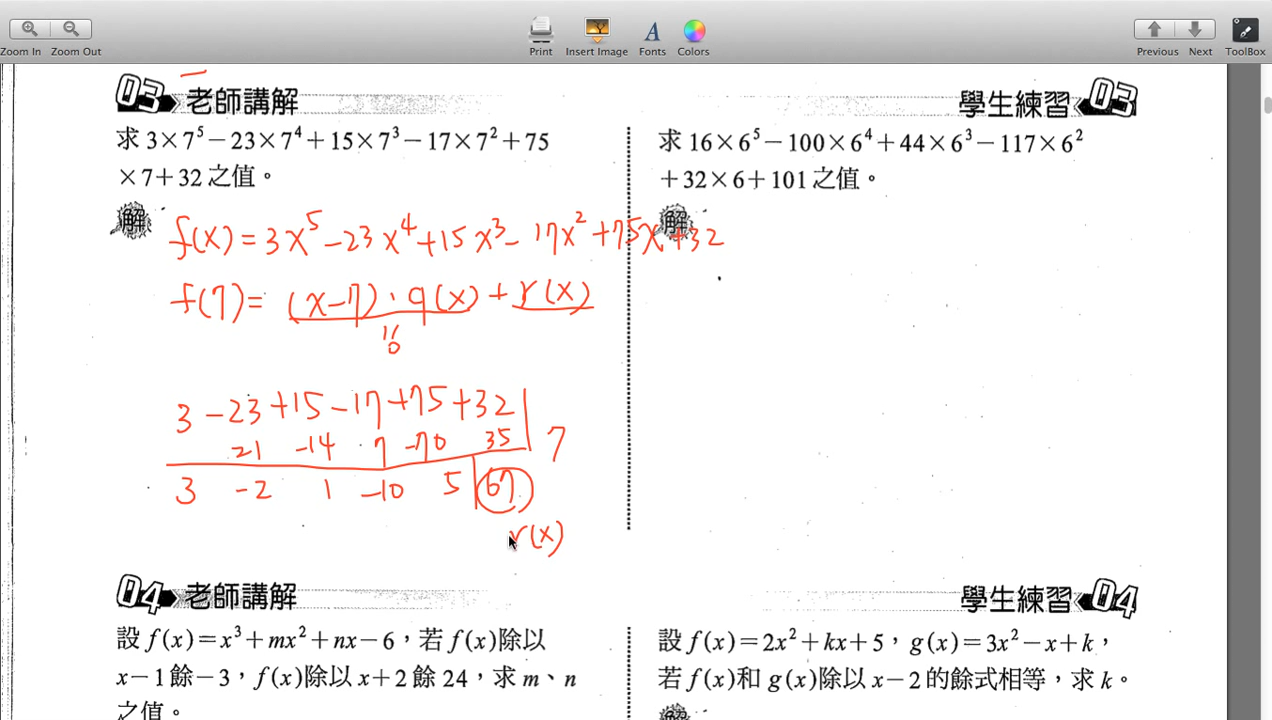 Zoom In Zoom Out Print Insert Image Fonts Colors Previous Next ToolBox
03 老師講解
求 3×7⁵−23×7⁴+15×7³−17×7²+75
×7+32 之值。
解
f(x)=3x⁵−23x⁴+15x³−17x²+75x+32
f(7)=(x−7)·q(x)+r(x)
"
0
3 −23 +15 −17 +75 +32
21 −14 7 −70 35 7
3 −2 1 −10 5 67
r(x)
學生練習 03
求 16×6⁵−100×6⁴+44×6³−117×6²
+32×6+101 之值。
解
04 老師講解
設 f(x)=x³+mx²+nx−6,若 f(x)除以
x−1餘−3,f(x)除以 x+2 餘 24,求 m、n
之值。
學生練習 04
設 f(x)=2x²+kx+5,g(x)=3x²−x+k,
若 f(x)和 g(x)除以 x−2 的餘式相等,求 k。